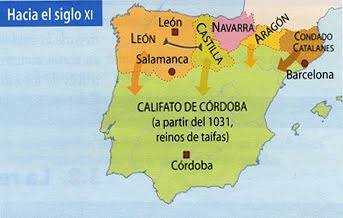 Hacia el siglo XI
León
LEÓN
CASTILLA
NAVARRA
ARAGÓN
CONDADO
CATALANES
Salamanca
Barcelona
CALIFATO DE CÓRDOBA
(a partir del 1031,
reinos de taifas)
Córdoba